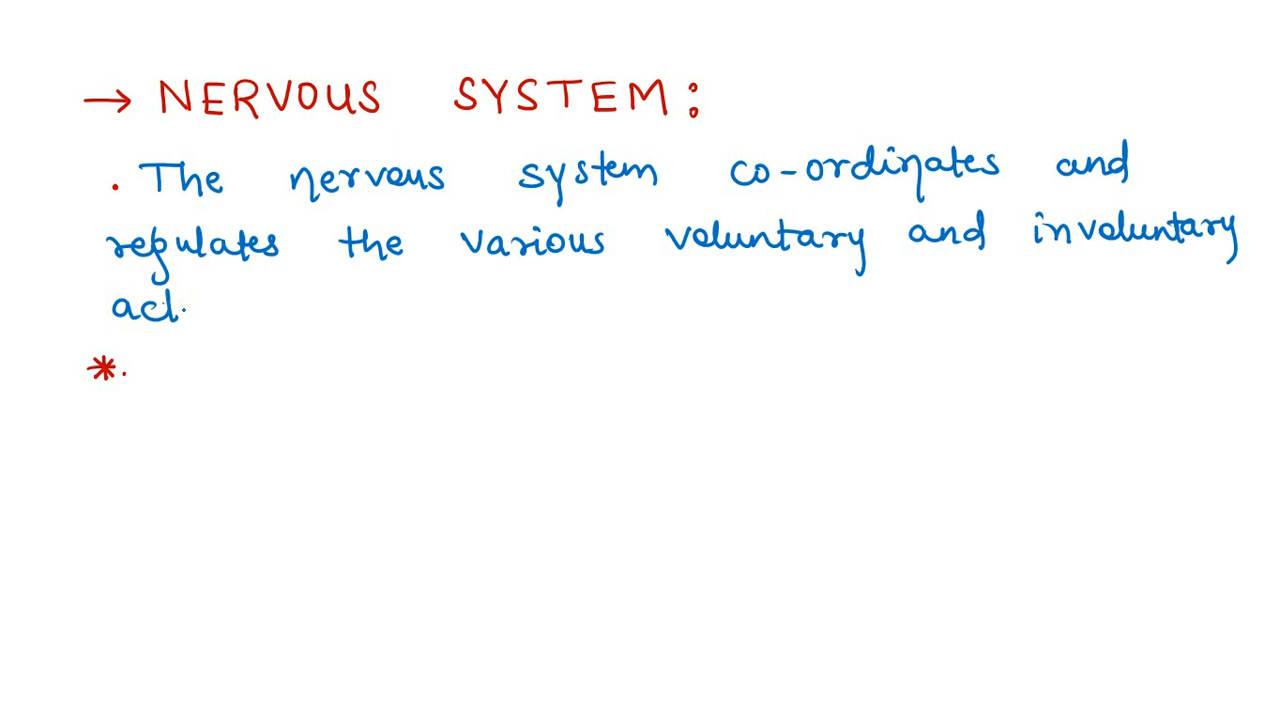 → NERVOUS SYSTEM:
. The nervous system co-ordinates and
regulates the various voluntary and involuntary
act.
*.